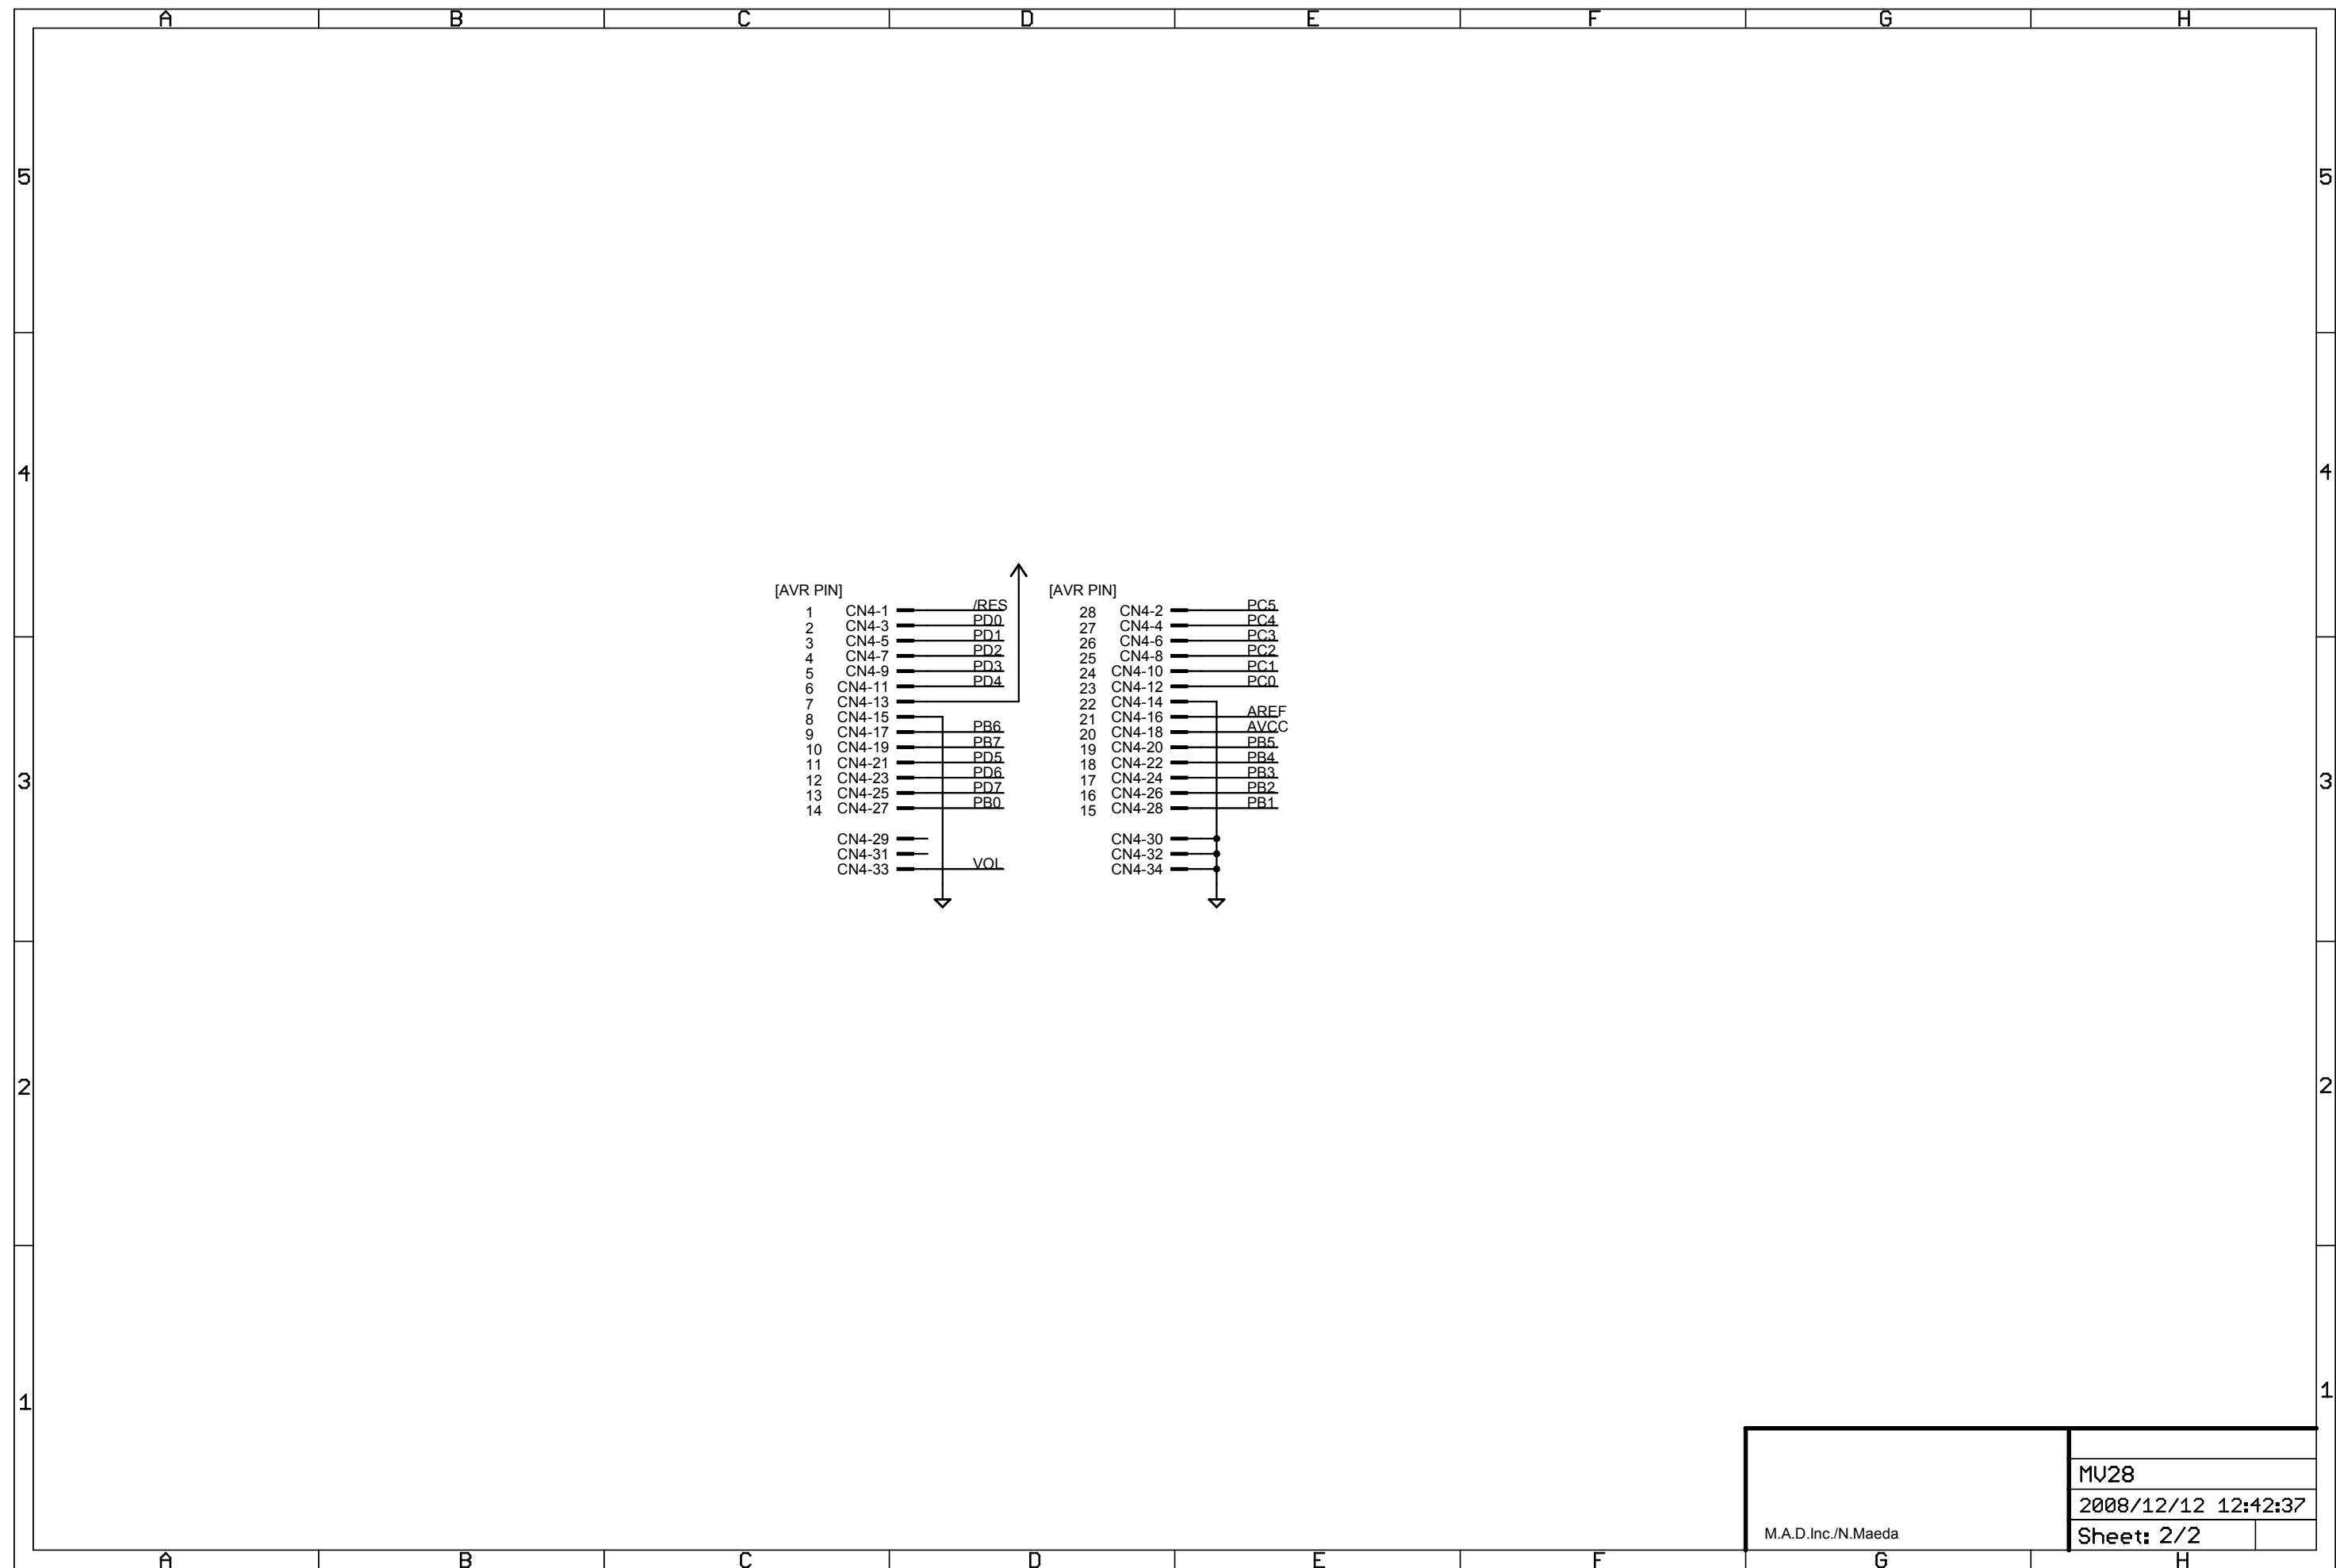 A B C D E F G H
5 5
4 4
[AVR PIN] [AVR PIN]
1 CN4-1 /RES 28 CN4-2 PC5
2 CN4-3 PD0 27 CN4-4 PC4
3 CN4-5 PD1 26 CN4-6 PC3
4 CN4-7 PD2 25 CN4-8 PC2
5 CN4-9 PD3 24 CN4-10 PC1
6 CN4-11 PD4 23 CN4-12 PC0
7 CN4-13 22 CN4-14
8 CN4-15 21 CN4-16 AREF
9 CN4-17 PB6 20 CN4-18 AVCC
10 CN4-19 PB7 19 CN4-20 PB5
11 CN4-21 PD5 18 CN4-22 PB4
12 CN4-23 PD6 17 CN4-24 PB3
13 CN4-25 PD7 16 CN4-26 PB2
14 CN4-27 PB0 15 CN4-28 PB1
3 3
CN4-29 CN4-30
CN4-31 CN4-32
CN4-33 VOL CN4-34
2 2
1 1
MV28
2008/12/12 12:42:37
M.A.D.Inc./N.Maeda Sheet: 2/2
A B C D E F G H